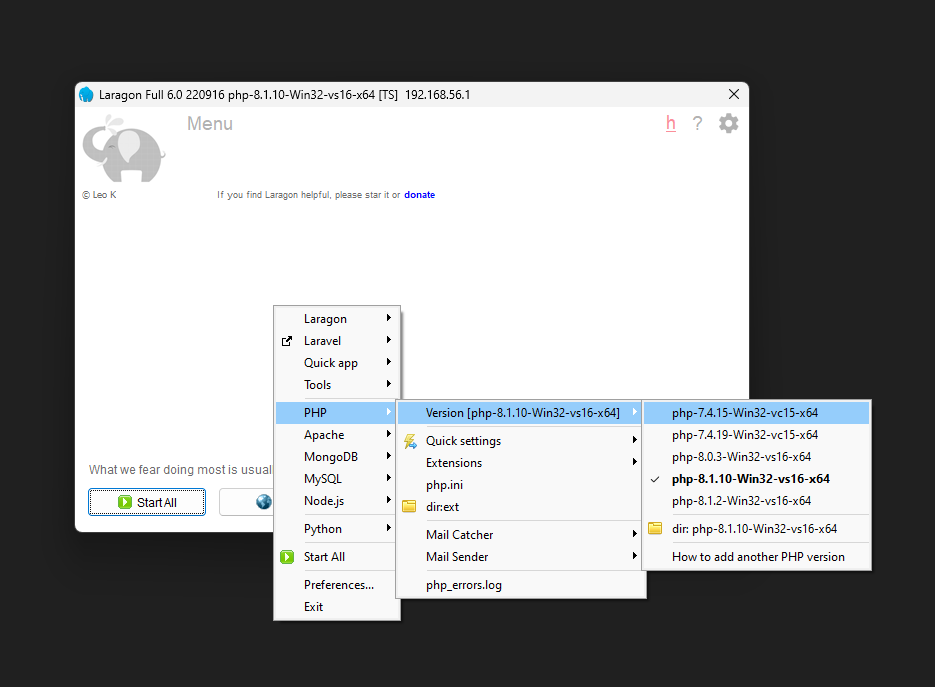 Laragon Full 6.0 220916 php-8.1.10-Win32-vs16-x64 [TS]  192.168.56.1
Menu
h ?
© Leo K
If you find Laragon helpful, please star it or donate
What we fear doing most is usual
Start All
Laragon
Laravel
Quick app
Tools
PHP
Apache
MongoDB
MySQL
Node.js
Python
Start All
Preferences...
Exit
Version [php-8.1.10-Win32-vs16-x64]
Quick settings
Extensions
php.ini
dir:ext
Mail Catcher
Mail Sender
php_errors.log
php-7.4.15-Win32-vc15-x64
php-7.4.19-Win32-vc15-x64
php-8.0.3-Win32-vs16-x64
php-8.1.10-Win32-vs16-x64
php-8.1.2-Win32-vs16-x64
dir: php-8.1.10-Win32-vs16-x64
How to add another PHP version